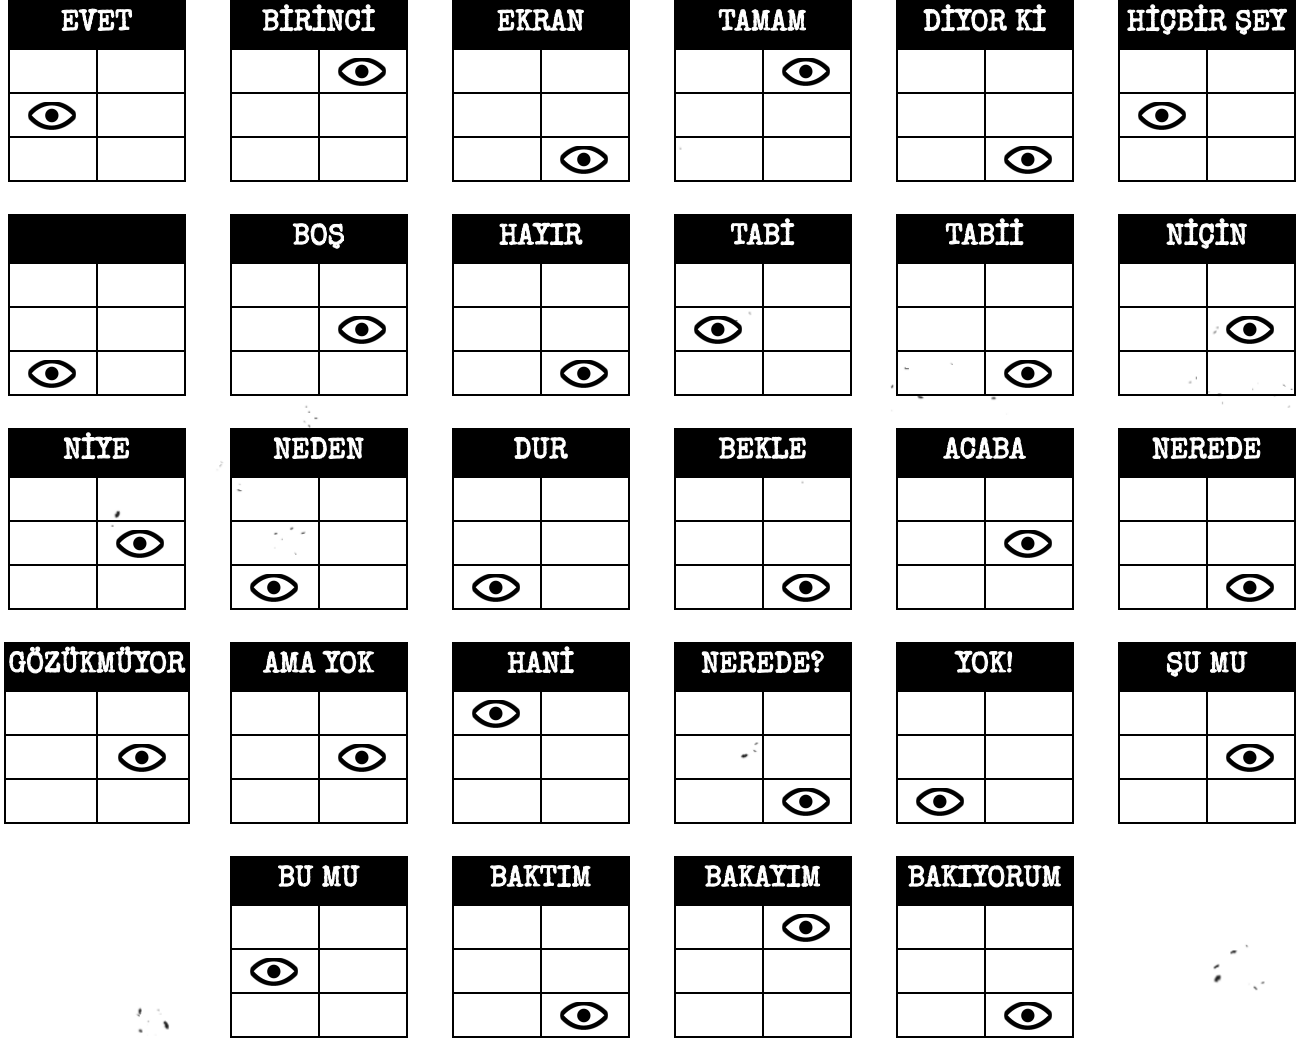 EVET
BİRİNCİ
EKRAN
TAMAM
DİYOR Kİ
HİÇBİR ŞEY
BOŞ
HAYIR
TABİ
TABİİ
NİÇİN
NİYE
NEDEN
DUR
BEKLE
ACABA
NEREDE
GÖZÜKMÜYOR
AMA YOK
HANİ
NEREDE?
YOK!
ŞU MU
BU MU
BAKTIM
BAKAYIM
BAKIYORUM